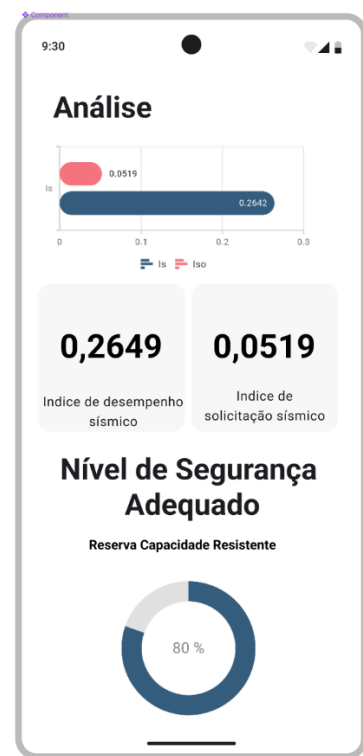 Component
9:30
Análise
0.0519
Is
0.2642
0
0.1
0.2
0.3
Is
Iso
0,2649
0,0519
Indice de desempenho
sísmico
Indice de
solicitação sísmico
Nível de Segurança
Adequado
Reserva Capacidade Resistente
80 %